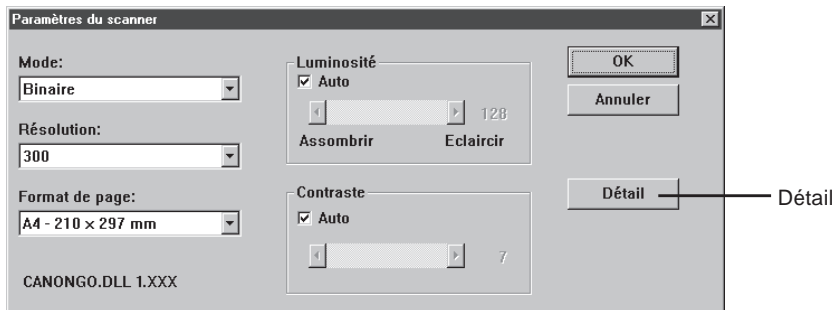 Paramètres du scanner
Mode:
Binaire
Résolution:
300
Format de page:
A4 - 210 x 297 mm
CANONGO.DLL 1.XXX
Luminosité
Auto
128
Assombrir Eclaircir
Contraste
Auto
7
OK
Annuler
Détail
Détail